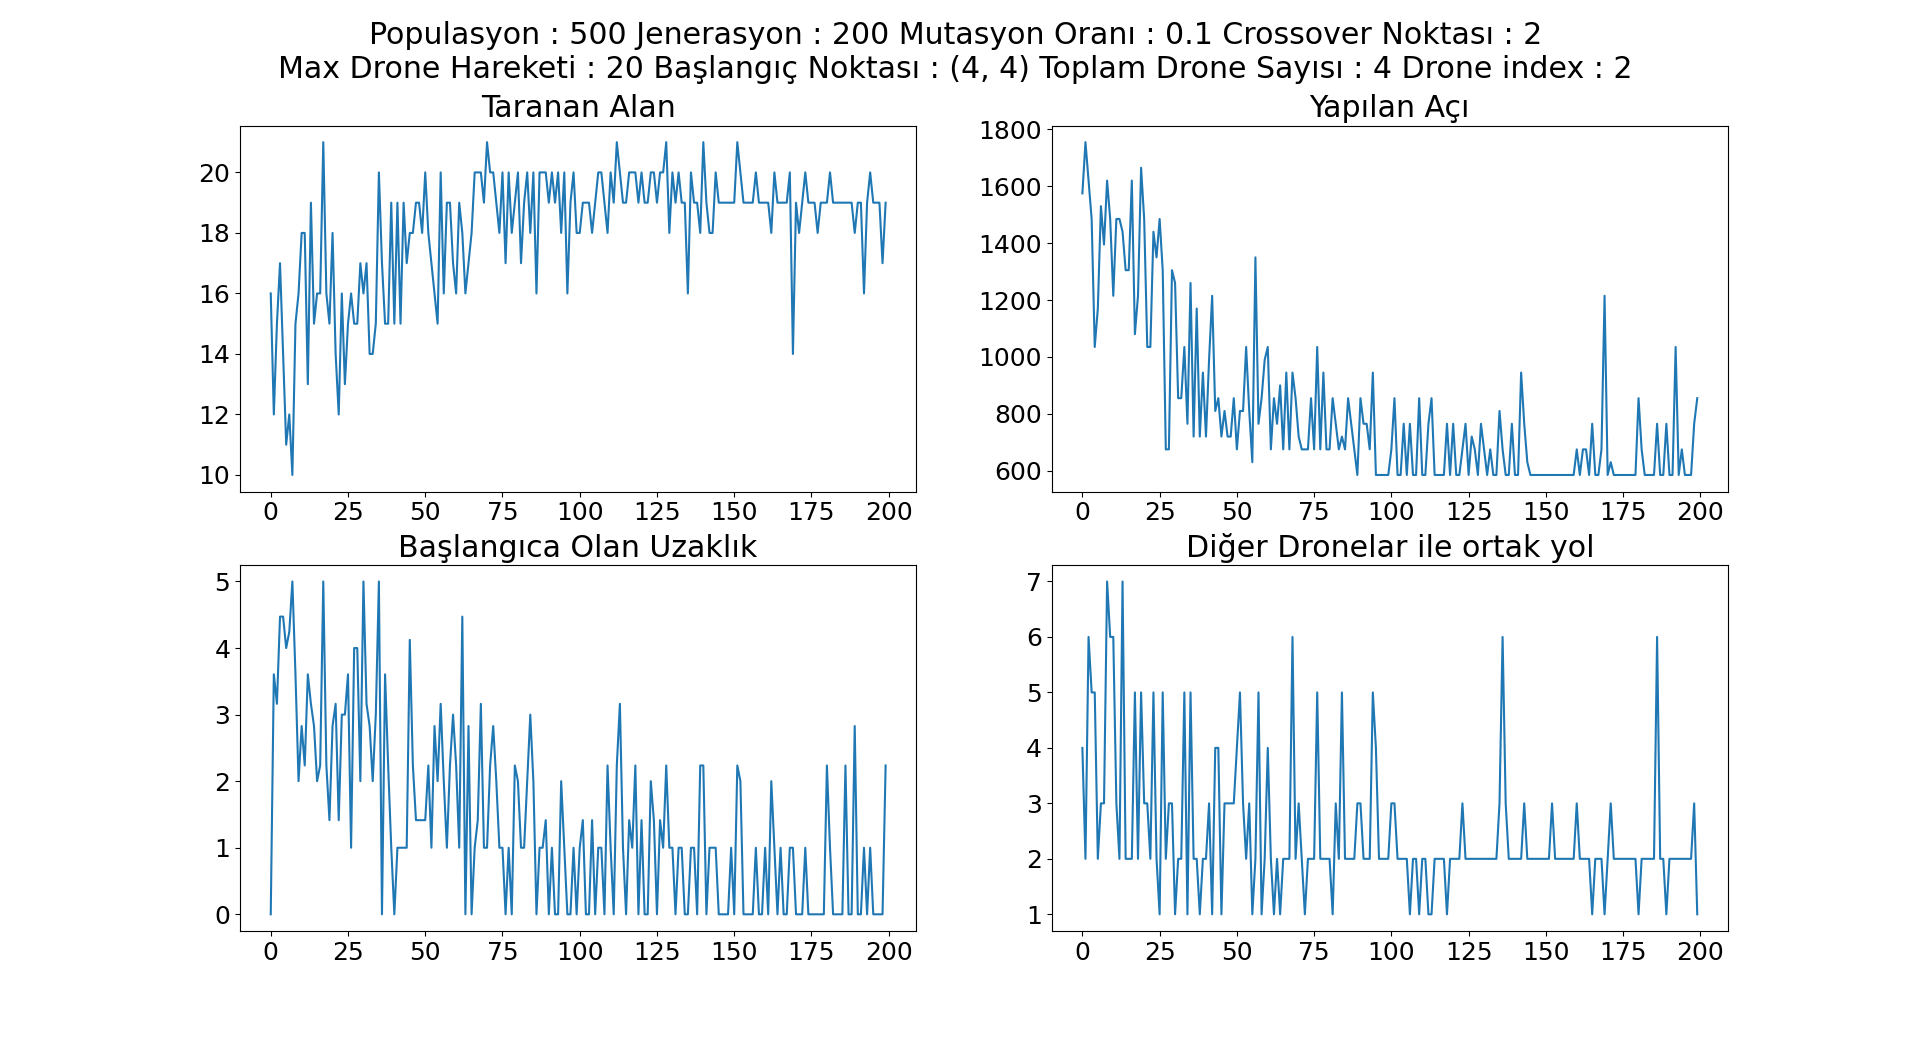 Populasyon : 500 Jenerasyon : 200 Mutasyon Oranı : 0.1 Crossover Noktası : 2
Max Drone Hareketi : 20 Başlangıç Noktası : (4, 4) Toplam Drone Sayısı : 4 Drone index : 2
Taranan Alan
20
18
16
14
12
10
0 25 50 75 100 125 150 175 200
Yapılan Açı
1800
1600
1400
1200
1000
800
600
0 25 50 75 100 125 150 175 200
Başlangıca Olan Uzaklık
5
4
3
2
1
0
0 25 50 75 100 125 150 175 200
Diğer Dronelar ile ortak yol
7
6
5
4
3
2
1
0 25 50 75 100 125 150 175 200